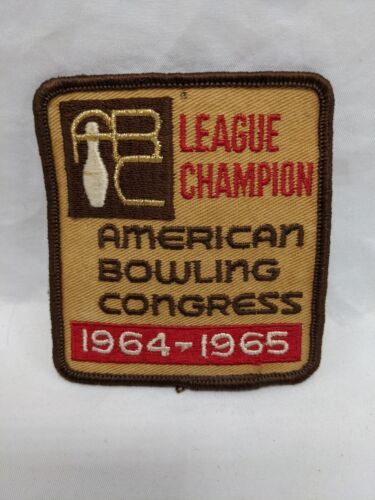 ABC
LEAGUE
CHAMPION
AMERICAN
BOWLING
CONGRESS
1964-1965